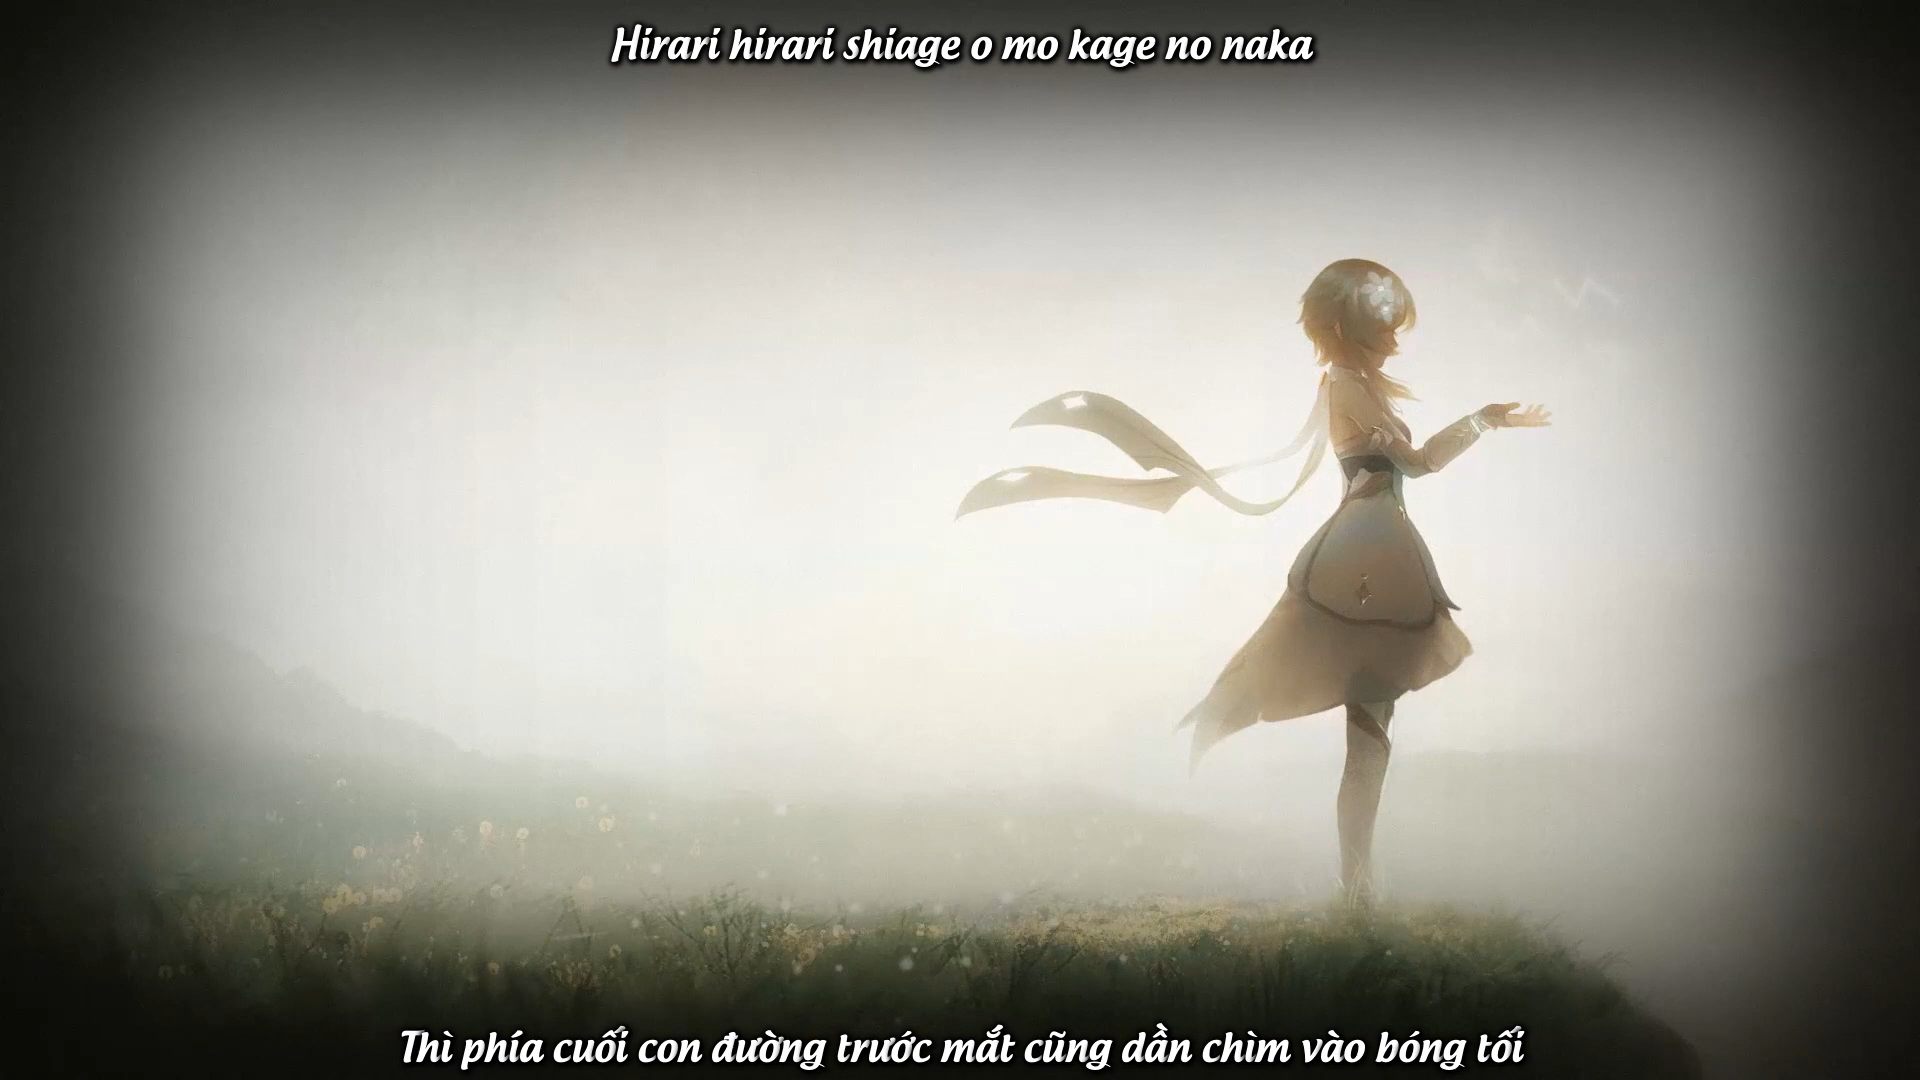 Hirari hirari shiage o mo kage no naka
Thì phía cuối con đường trước mắt cũng dần chìm vào bóng tối